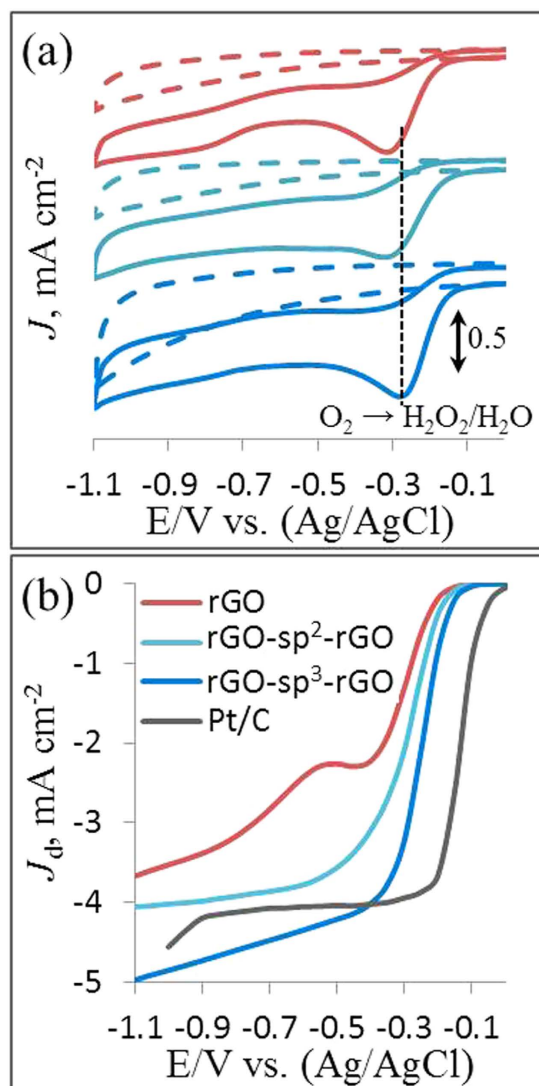 (a)
J, mA cm⁻²
0.5
O₂ → H₂O₂/H₂O
-1.1 -0.9 -0.7 -0.5 -0.3 -0.1
E/V vs. (Ag/AgCl)
(b)
0
-1
-2
-3
-4
-5
rGO
rGO-sp²-rGO
rGO-sp³-rGO
Pt/C
J_d, mA cm⁻²
-1.1 -0.9 -0.7 -0.5 -0.3 -0.1
E/V vs. (Ag/AgCl)